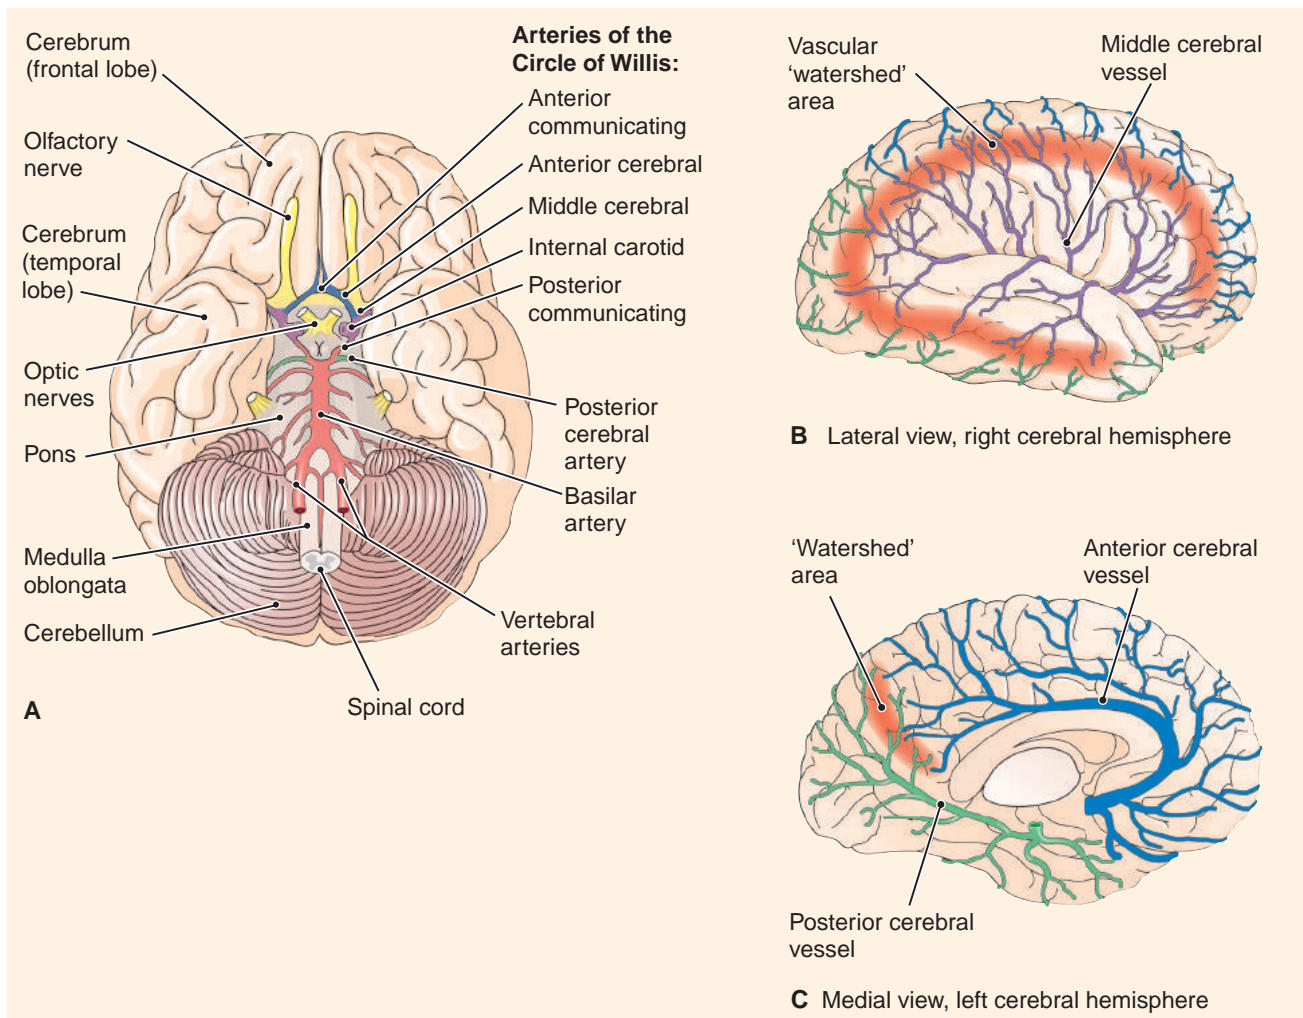 Cerebrum
(frontal lobe)
Olfactory
nerve
Cerebrum
(temporal
lobe)
Optic
nerves
Pons
Medulla
oblongata
Cerebellum
A
Spinal cord
Arteries of the
Circle of Willis:
Anterior
communicating
Anterior cerebral
Middle cerebral
Internal carotid
Posterior
communicating
Posterior
cerebral
artery
Basilar
artery
Vertebral
arteries
Vascular
‘watershed’
area
Middle cerebral
vessel
B Lateral view, right cerebral hemisphere
‘Watershed’
area
Anterior cerebral
vessel
Posterior cerebral
vessel
C Medial view, left cerebral hemisphere